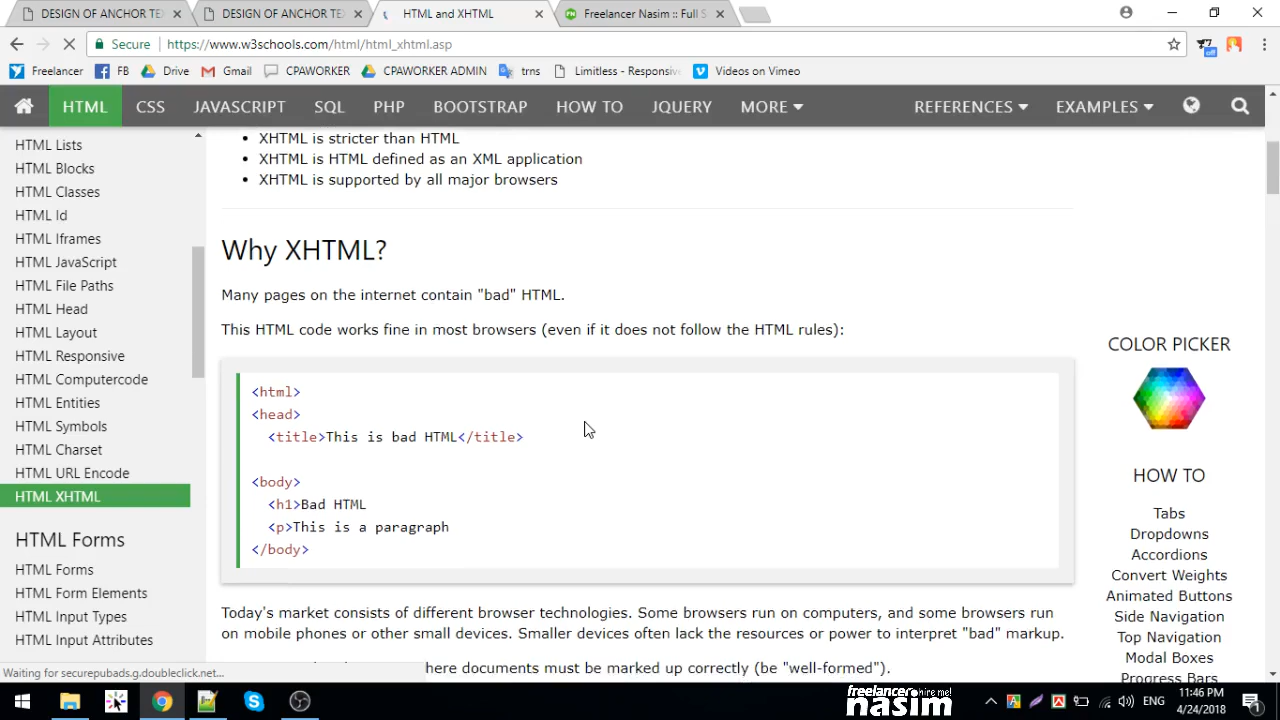 DESIGN OF ANCHOR TE
DESIGN OF ANCHOR TE
HTML and XHTML
Freelancer Nasim :: Full S
Secure
https://www.w3schools.com/html/html_xhtml.asp
Freelancer
FB
Drive
Gmail
CPAWORKER
CPAWORKER ADMIN
trns
Limitless - Responsiv
Videos on Vimeo
HTML
CSS
JAVASCRIPT
SQL
PHP
BOOTSTRAP
HOW TO
JQUERY
MORE
REFERENCES
EXAMPLES
HTML Lists
HTML Blocks
HTML Classes
HTML Id
HTML Iframes
HTML JavaScript
HTML File Paths
HTML Head
HTML Layout
HTML Responsive
HTML Computercode
HTML Entities
HTML Symbols
HTML Charset
HTML URL Encode
HTML XHTML
HTML Forms
HTML Forms
HTML Form Elements
HTML Input Types
HTML Input Attributes
• XHTML is stricter than HTML
• XHTML is HTML defined as an XML application
• XHTML is supported by all major browsers
Why XHTML?
Many pages on the internet contain "bad" HTML.
This HTML code works fine in most browsers (even if it does not follow the HTML rules):
<html>
<head>
<title>This is bad HTML</title>
<body>
<h1>Bad HTML
<p>This is a paragraph
</body>
Today's market consists of different browser technologies. Some browsers run on computers, and some browsers run
on mobile phones or other small devices. Smaller devices often lack the resources or power to interpret "bad" markup.
here documents must be marked up correctly (be "well-formed").
COLOR PICKER
HOW TO
Tabs
Dropdowns
Accordions
Convert Weights
Animated Buttons
Side Navigation
Top Navigation
Modal Boxes
Progress Bars
Waiting for securepubads.g.doubleclick.net...
freelancer hire me!
nasim
ENG
11:46 PM
4/24/2018